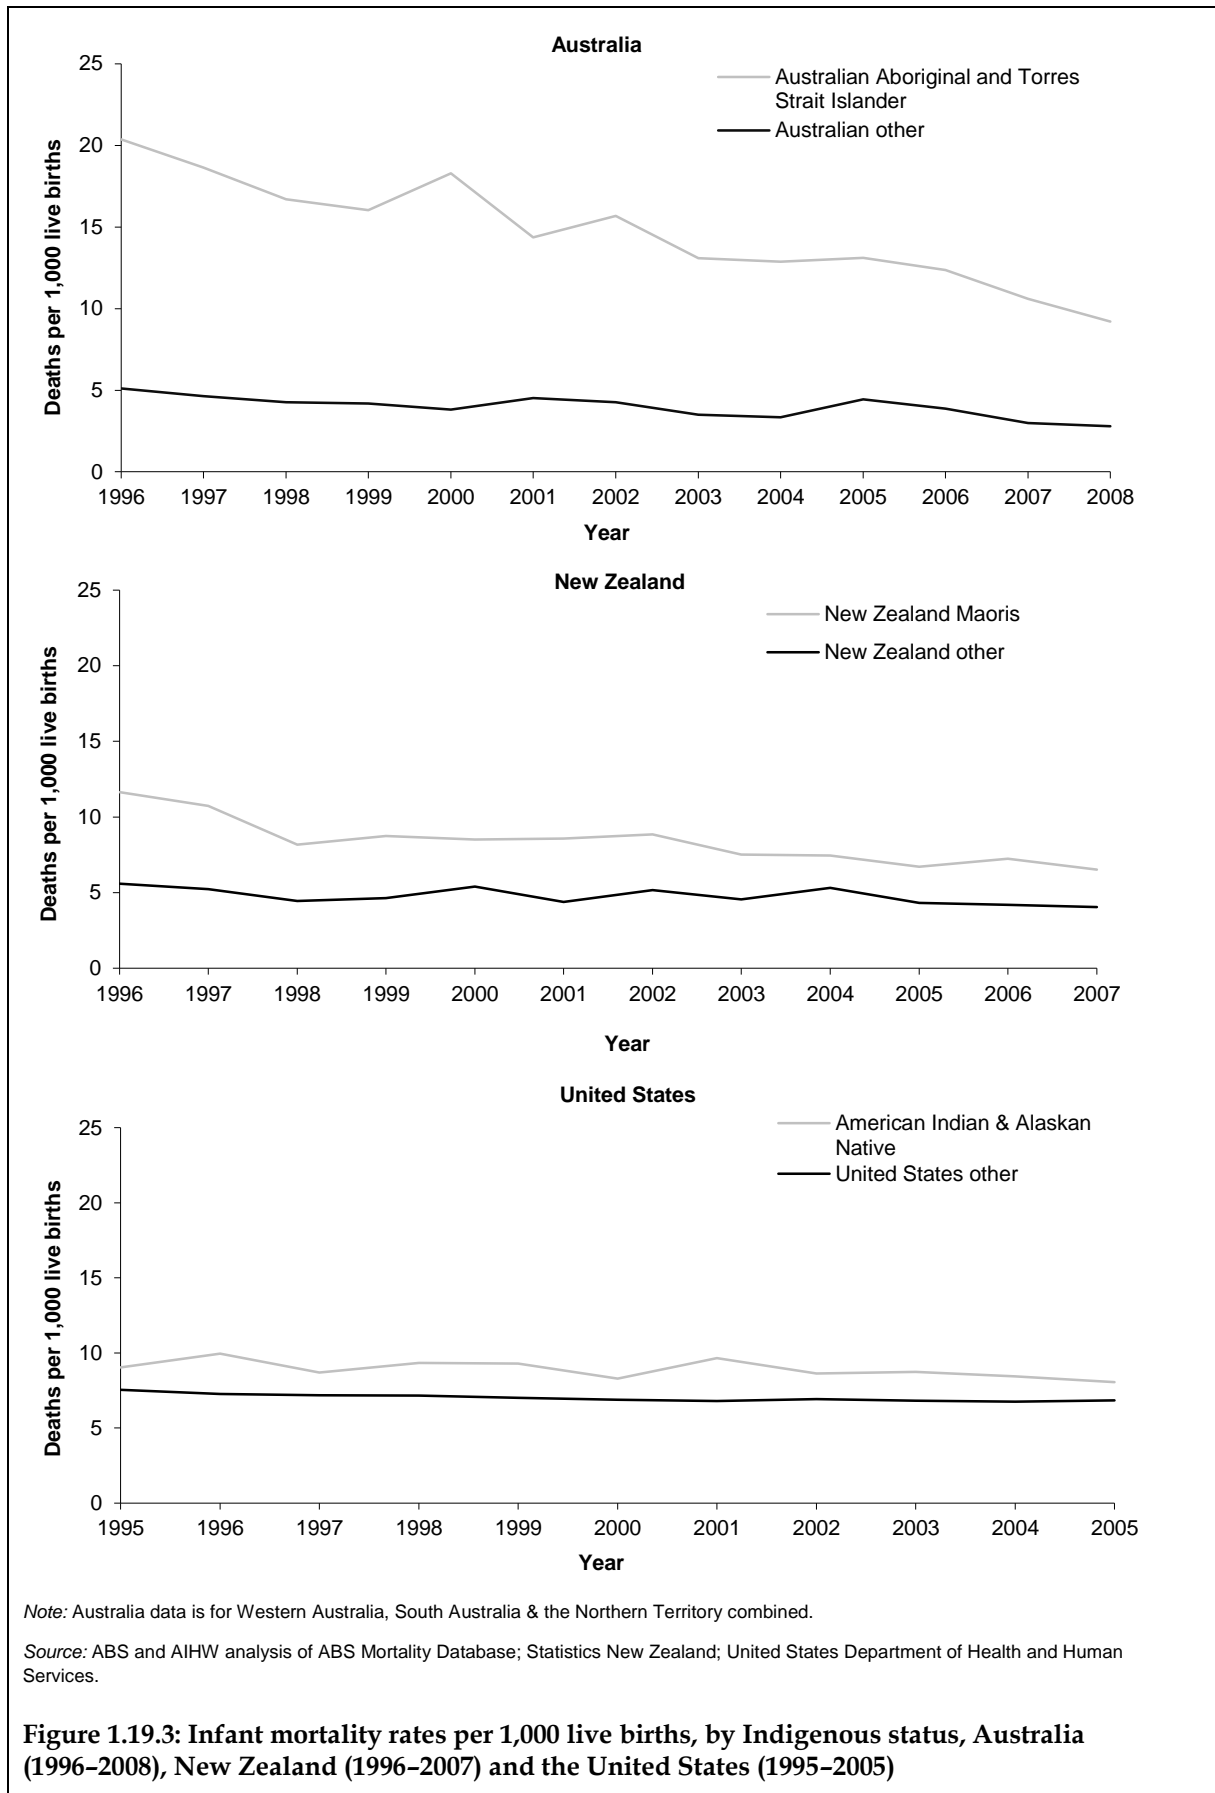 Australia
25
20
15
10
5
0
Deaths per 1,000 live births
Australian Aboriginal and Torres
Strait Islander
Australian other
1996 1997 1998 1999 2000 2001 2002 2003 2004 2005 2006 2007 2008
Year
New Zealand
25
20
15
10
5
0
Deaths per 1,000 live births
New Zealand Maoris
New Zealand other
1996 1997 1998 1999 2000 2001 2002 2003 2004 2005 2006 2007
Year
United States
25
20
15
10
5
0
Deaths per 1,000 live births
American Indian & Alaskan
Native
United States other
1995 1996 1997 1998 1999 2000 2001 2002 2003 2004 2005
Year
Note: Australia data is for Western Australia, South Australia & the Northern Territory combined.
Source: ABS and AIHW analysis of ABS Mortality Database; Statistics New Zealand; United States Department of Health and Human
Services.
Figure 1.19.3: Infant mortality rates per 1,000 live births, by Indigenous status, Australia
(1996–2008), New Zealand (1996–2007) and the United States (1995–2005)